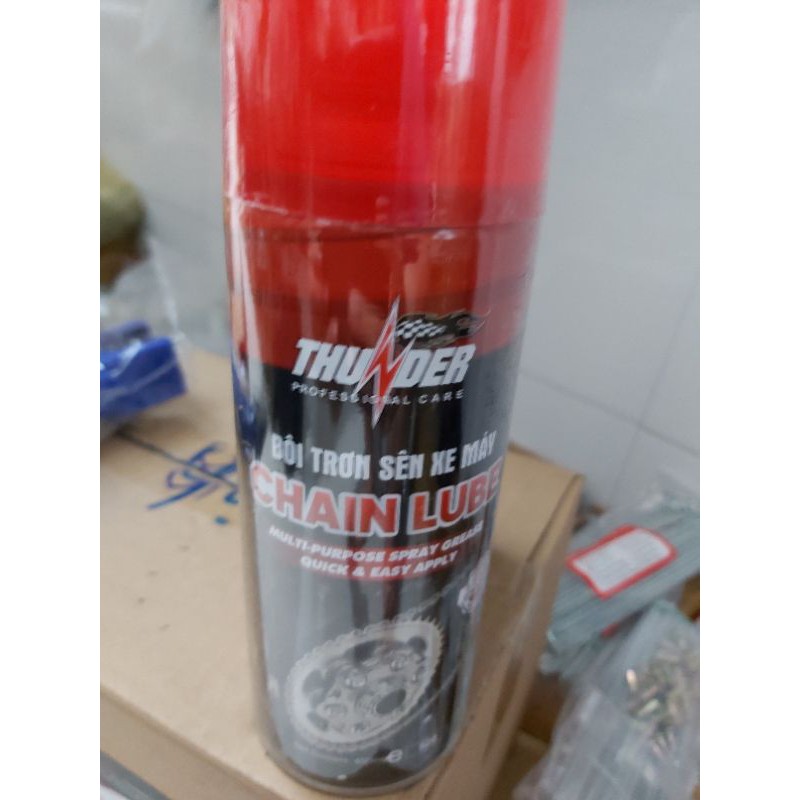 THUNDER
PROFESSIONAL CARE
BÔI TRƠN SÊN XE MÁY
CHAIN LUBE
MULTI-PURPOSE SPRAY GREASE
QUICK & EASY APPLY